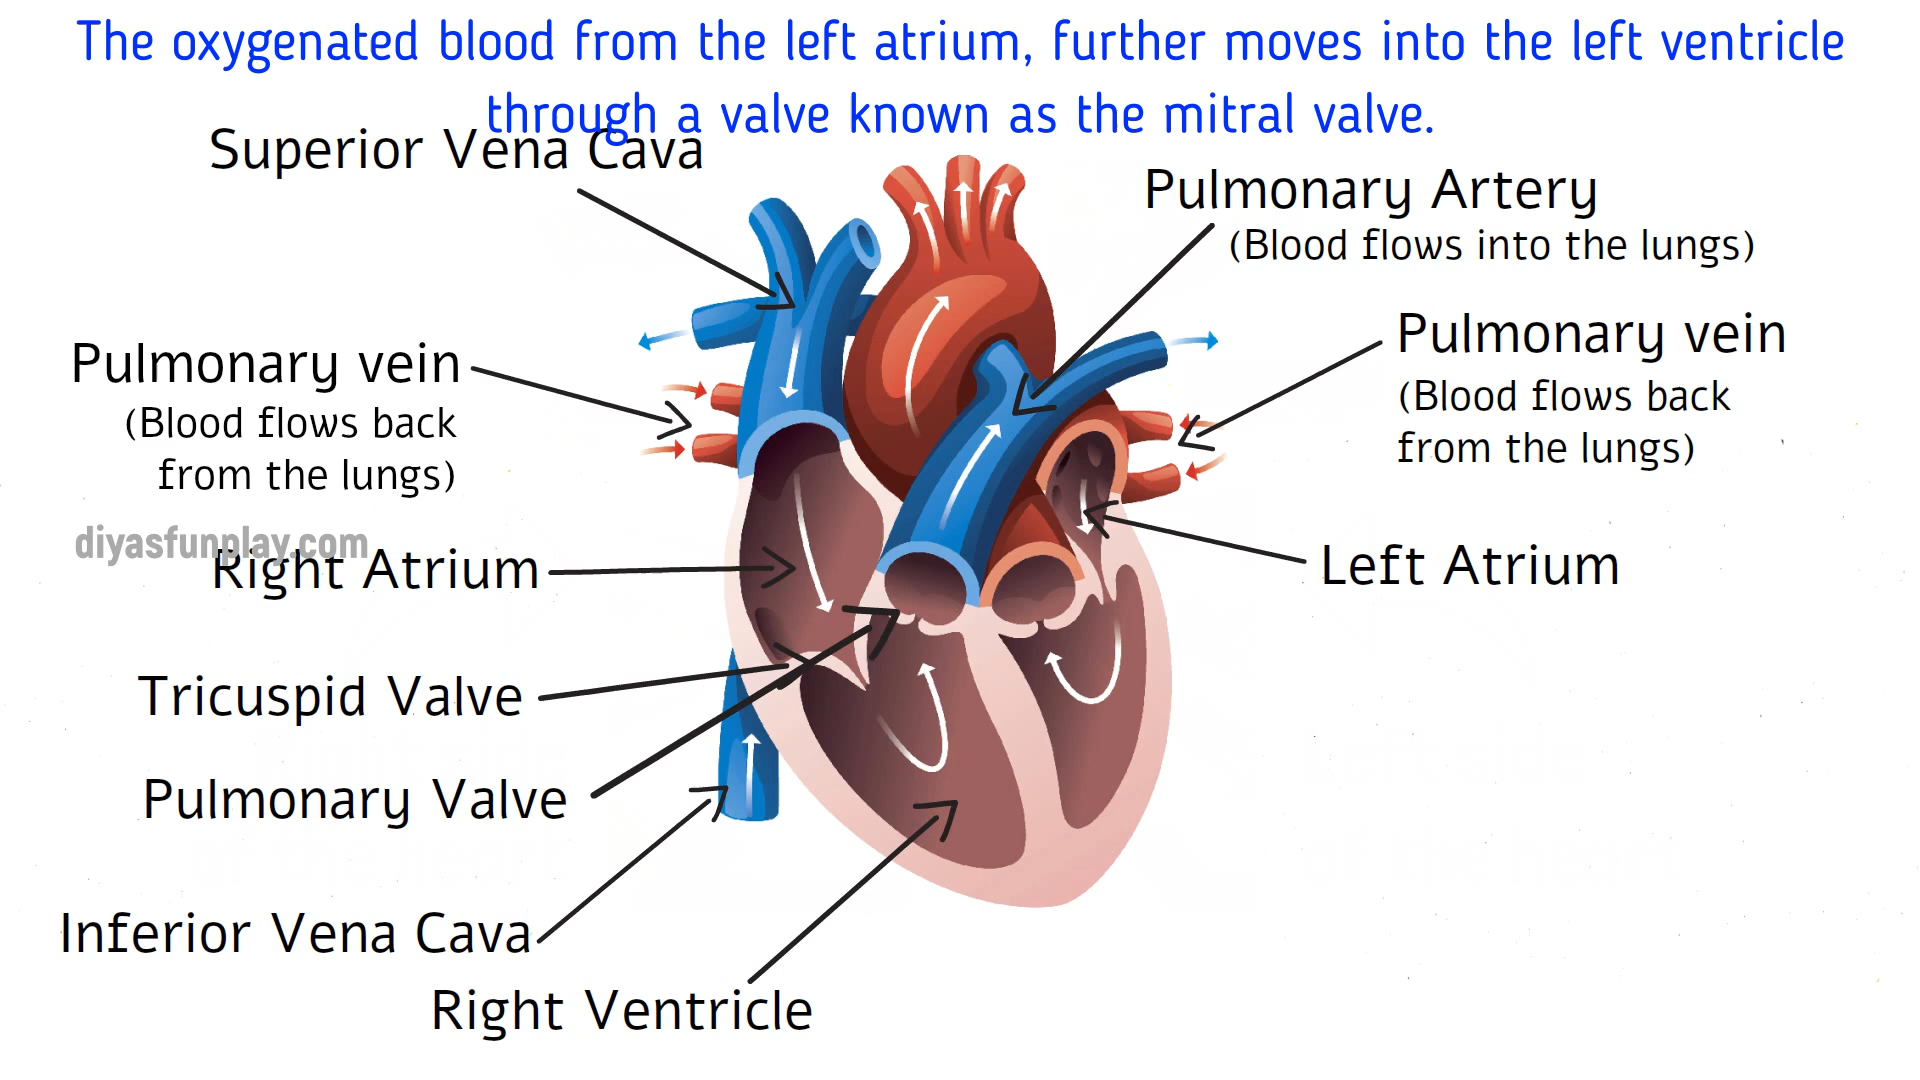 The oxygenated blood from the left atrium, further moves into the left ventricle
through a valve known as the mitral valve.
Superior Vena Cava
Pulmonary Artery
(Blood flows into the lungs)
Pulmonary vein
(Blood flows back
from the lungs)
Pulmonary vein
(Blood flows back
from the lungs)
diyasfunplay.com
Right Atrium
Left Atrium
Tricuspid Valve
Pulmonary Valve
Inferior Vena Cava
Right Ventricle